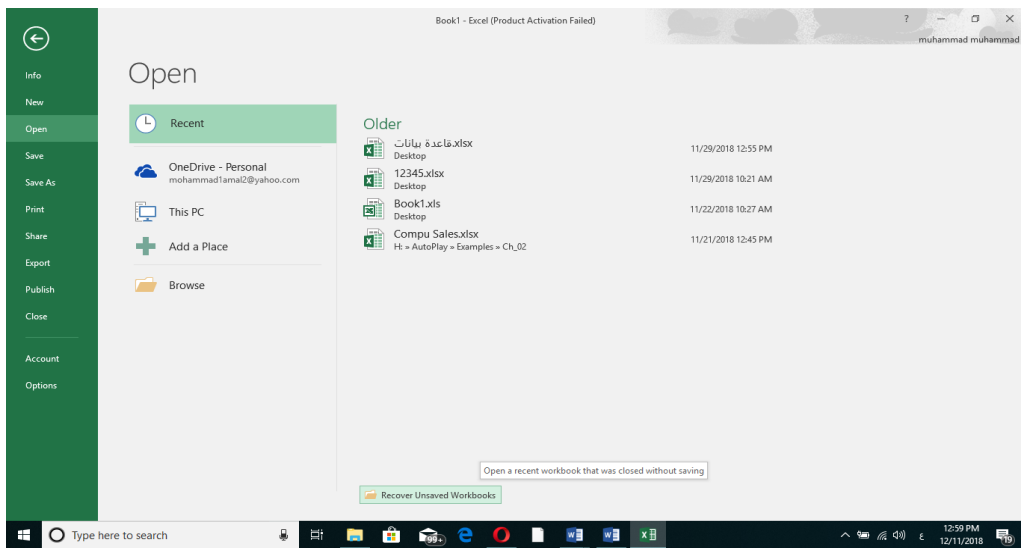 Book1 - Excel (Product Activation Failed)
?
muhammad muhammad
Info
New
Open
Save
Save As
Print
Share
Export
Publish
Close
Account
Options
Open
Recent
OneDrive - Personal
mohammad1amal2@yahoo.com
This PC
Add a Place
Browse
Older
قاعدة بيانات.xlsx
Desktop
11/29/2018 12:55 PM
12345.xlsx
Desktop
11/29/2018 10:21 AM
Book1.xls
Desktop
11/22/2018 10:27 AM
Compu Sales.xlsx
H: » AutoPlay » Examples » Ch_02
11/21/2018 12:45 PM
Open a recent workbook that was closed without saving
Recover Unsaved Workbooks
Type here to search
99+
ع
12:59 PM
12/11/2018
19